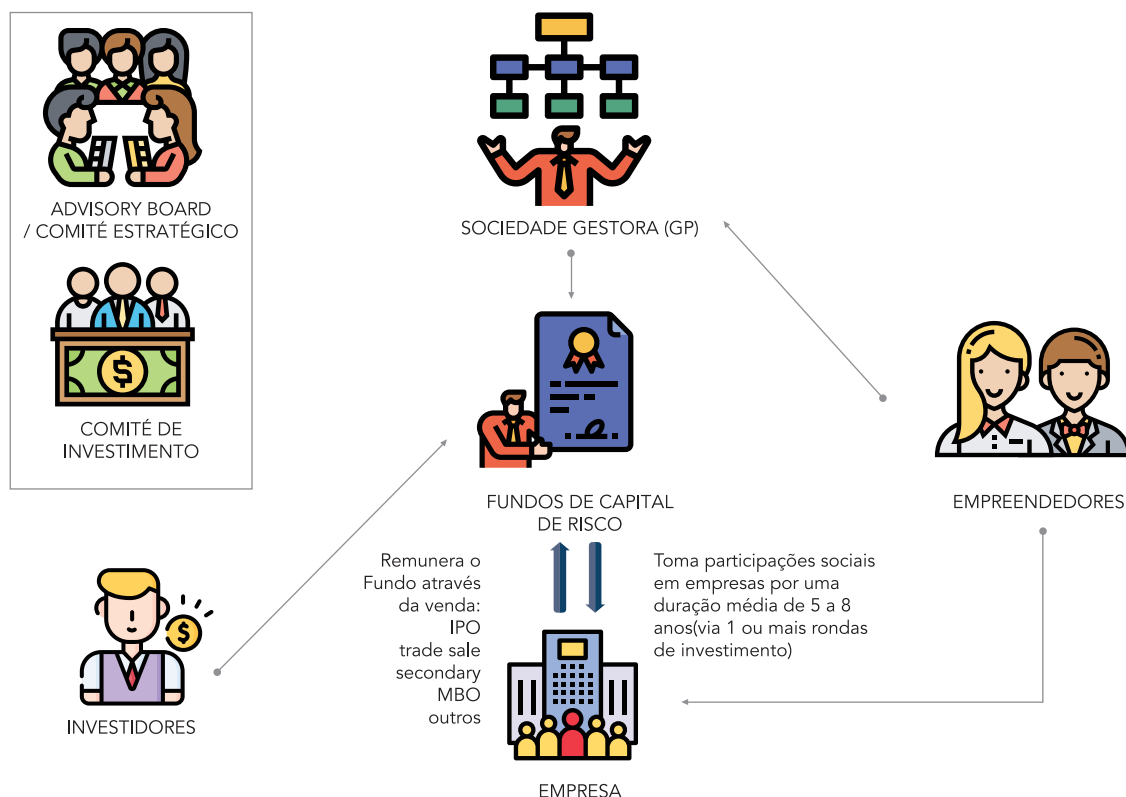 ADVISORY BOARD
/ COMITÉ ESTRATÉGICO
COMITÉ DE
INVESTIMENTO
SOCIEDADE GESTORA (GP)
FUNDOS DE CAPITAL
DE RISCO
EMPREENDEDORES
INVESTIDORES
Remunera o
Fundo através
da venda:
IPO
trade sale
secondary
MBO
outros
Toma participações sociais
em empresas por uma
duração média de 5 a 8
anos(via 1 ou mais rondas
de investimento)
EMPRESA